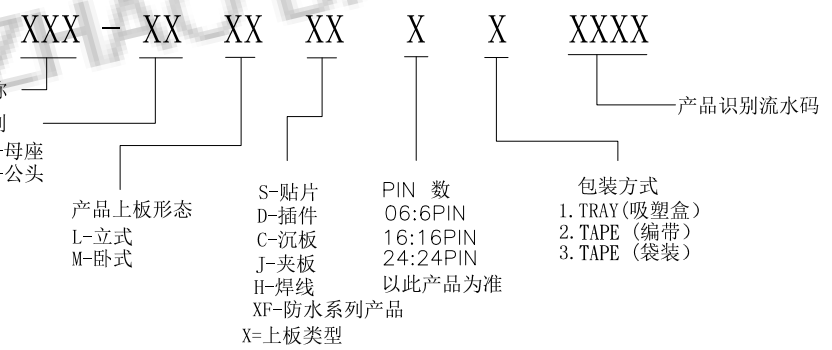 XXX - XX XX XX X X XXXX
称
产品识别流水码
-母座
-公头
产品上板形态
L-立式
M-卧式
S-贴片
D-插件
C-沉板
J-夹板
H-焊线
XF-防水系列产品
X=上板类型
PIN 数
06:6PIN
16:16PIN
24:24PIN
以此产品为准
包装方式
1.TRAY(吸塑盒)
2.TAPE (编带)
3.TAPE (袋装)